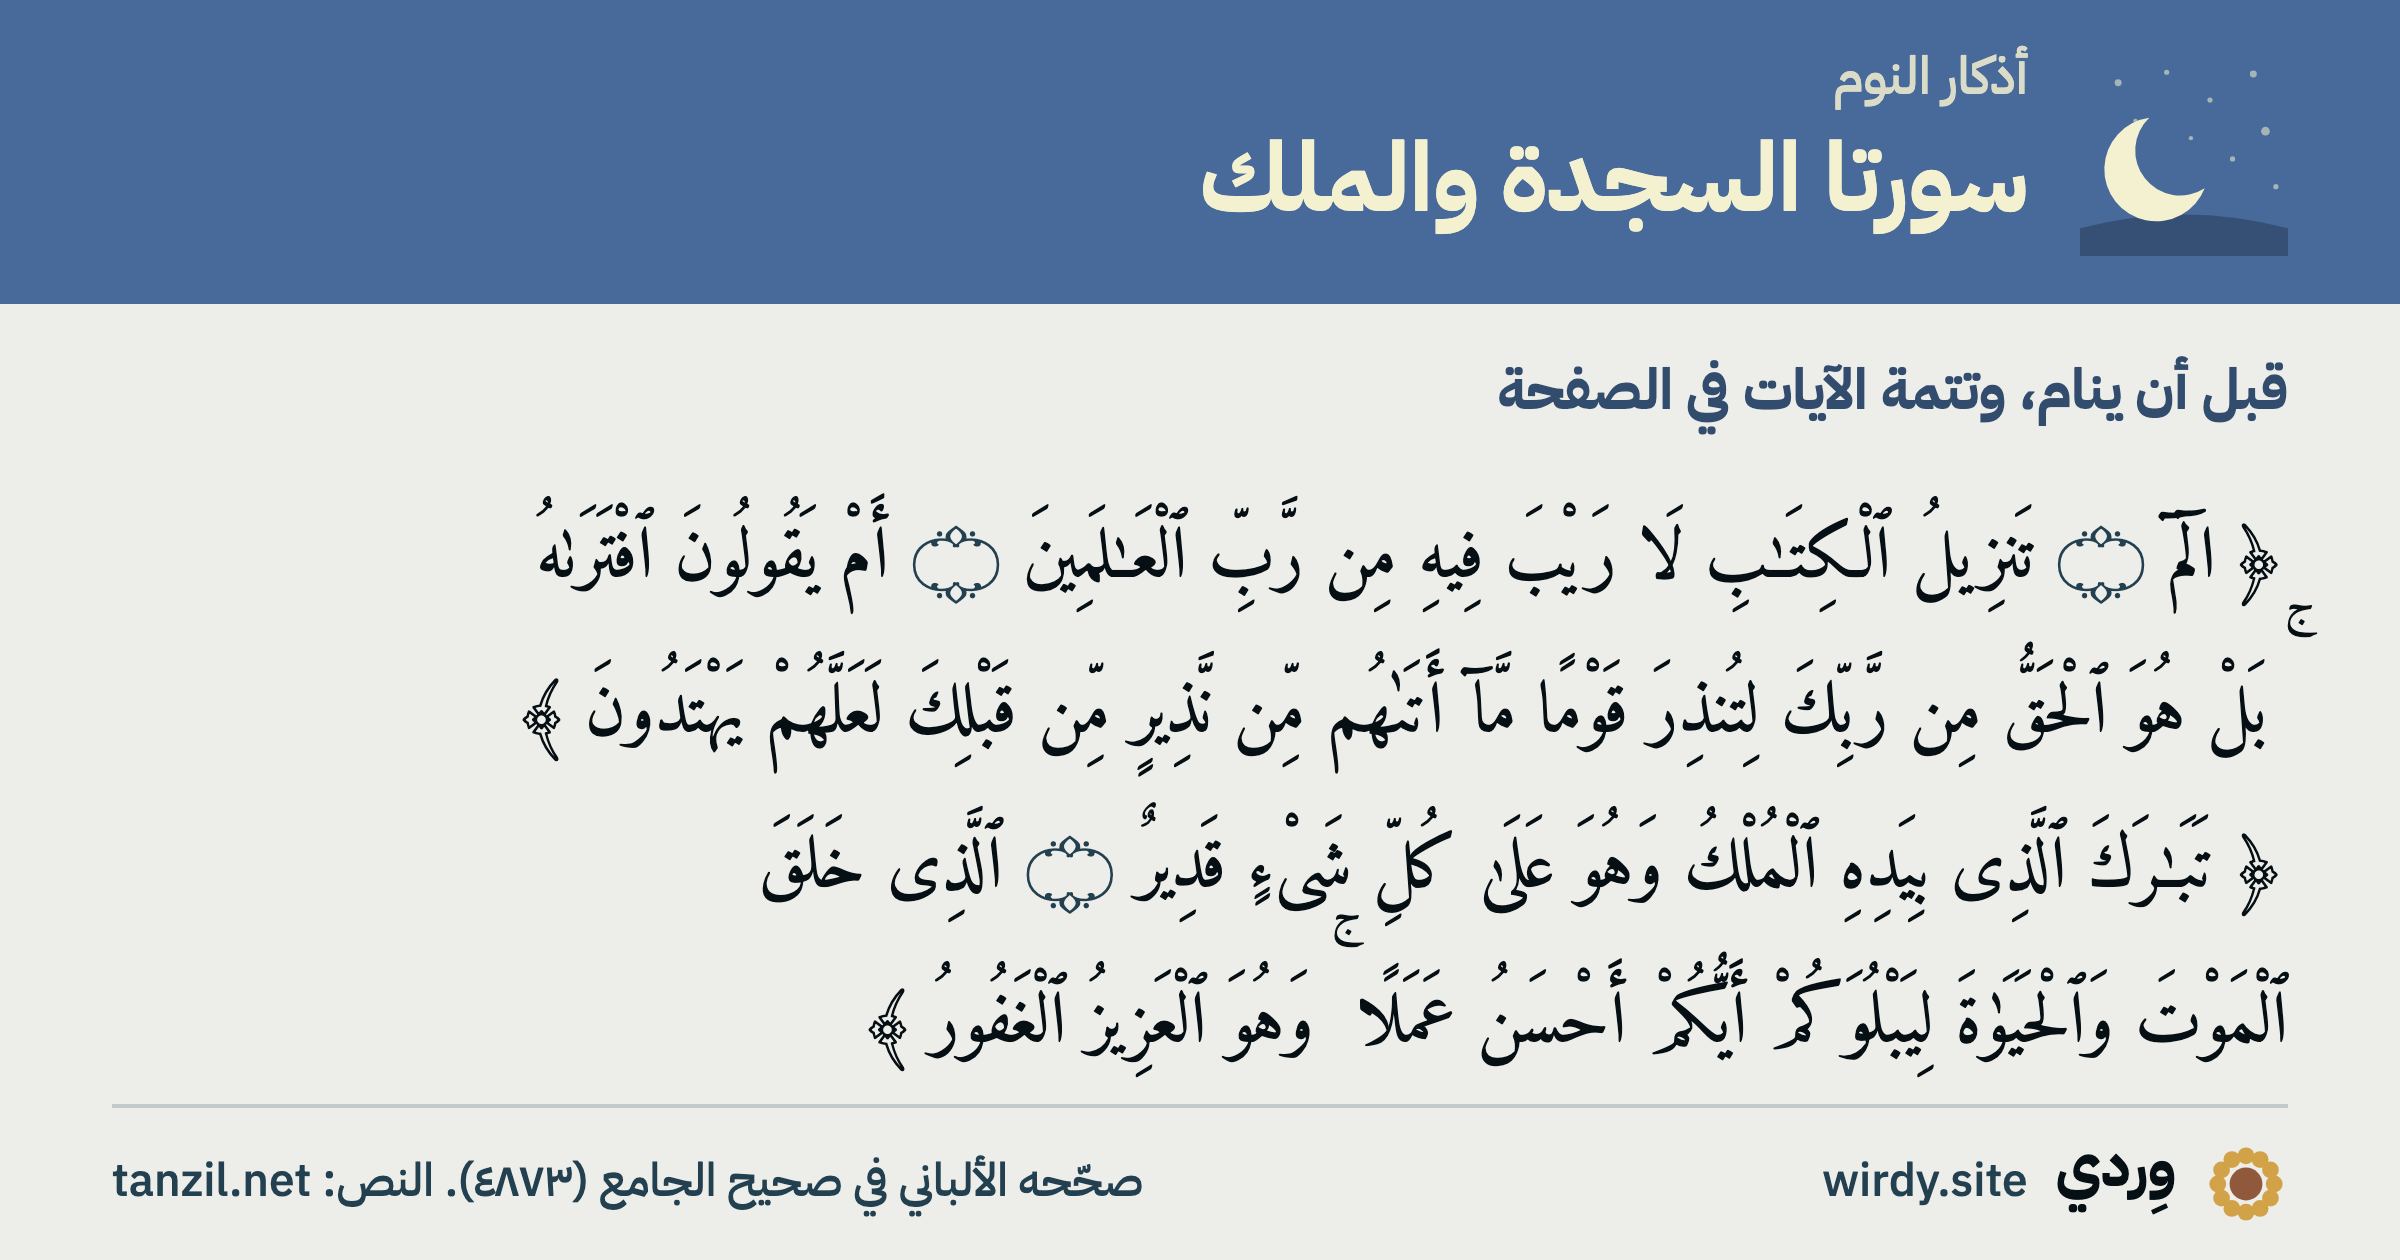 أذكار النوم
سورتا السجدة والملك
قبل أن ينام، وتتمة الآيات في الصفحة
﴿ الٓمٓ ۝ تَنزِيلُ ٱلْكِتَـٰبِ لَا رَيْبَ فِيهِ مِن رَّبِّ ٱلْعَـٰلَمِينَ ۝ أَمْ يَقُولُونَ ٱفْتَرَىٰهُ ۚ
بَلْ هُوَ ٱلْحَقُّ مِن رَّبِّكَ لِتُنذِرَ قَوْمًا مَّآ أَتَىٰهُم مِّن نَّذِيرٍ مِّن قَبْلِكَ لَعَلَّهُمْ يَهْتَدُونَ ﴾
﴿ تَبَـٰرَكَ ٱلَّذِى بِيَدِهِ ٱلْمُلْكُ وَهُوَ عَلَىٰ كُلِّ شَىْءٍ قَدِيرٌ ۝ ٱلَّذِى خَلَقَ
ٱلْمَوْتَ وَٱلْحَيَوٰةَ لِيَبْلُوَكُمْ أَيُّكُمْ أَحْسَنُ عَمَلًا ۚ وَهُوَ ٱلْعَزِيزُ ٱلْغَفُورُ ﴾
وِردي wirdy.site
صحّحه الألباني في صحيح الجامع (٤٨٧٣). النص: tanzil.net